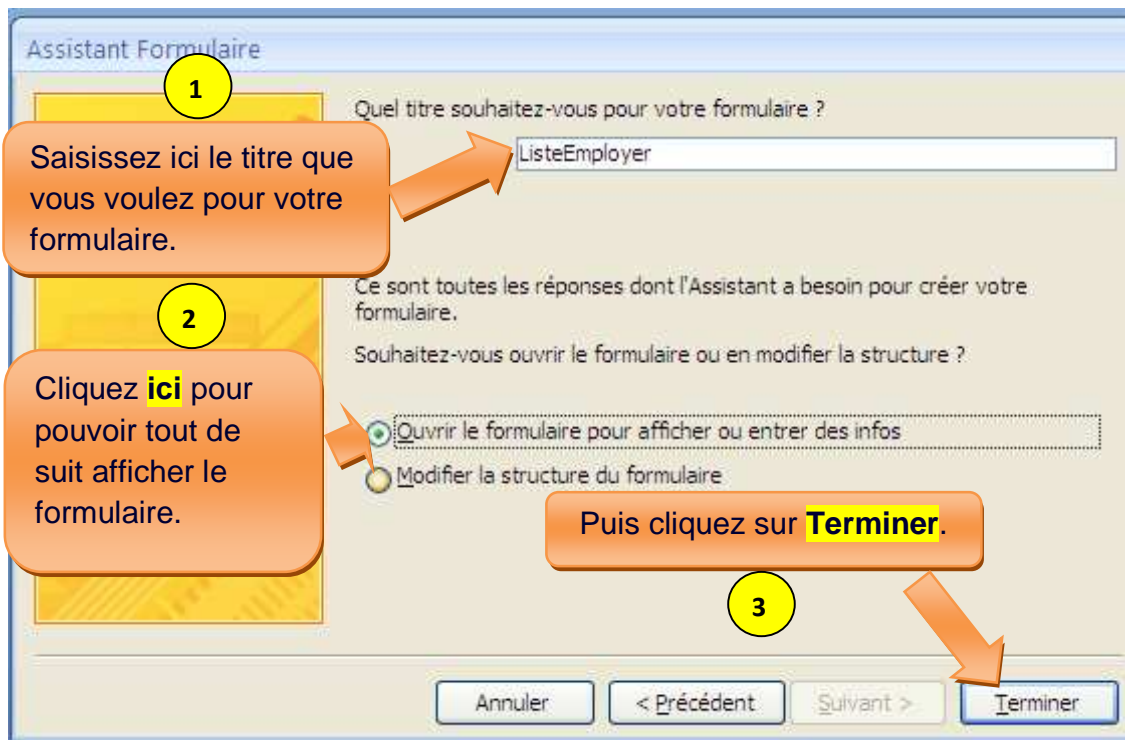 Assistant Formulaire
1
Quel titre souhaitez-vous pour votre formulaire ?
ListeEmployer
Saisissez ici le titre que
vous voulez pour votre
formulaire.
Ce sont toutes les réponses dont l'Assistant a besoin pour créer votre
formulaire.
Souhaitez-vous ouvrir le formulaire ou en modifier la structure ?
2
Cliquez ici pour
pouvoir tout de
suit afficher le
formulaire.
Ouvrir le formulaire pour afficher ou entrer des infos
Modifier la structure du formulaire
Puis cliquez sur Terminer.
3
Annuler
< Précédent
Suivant >
Terminer